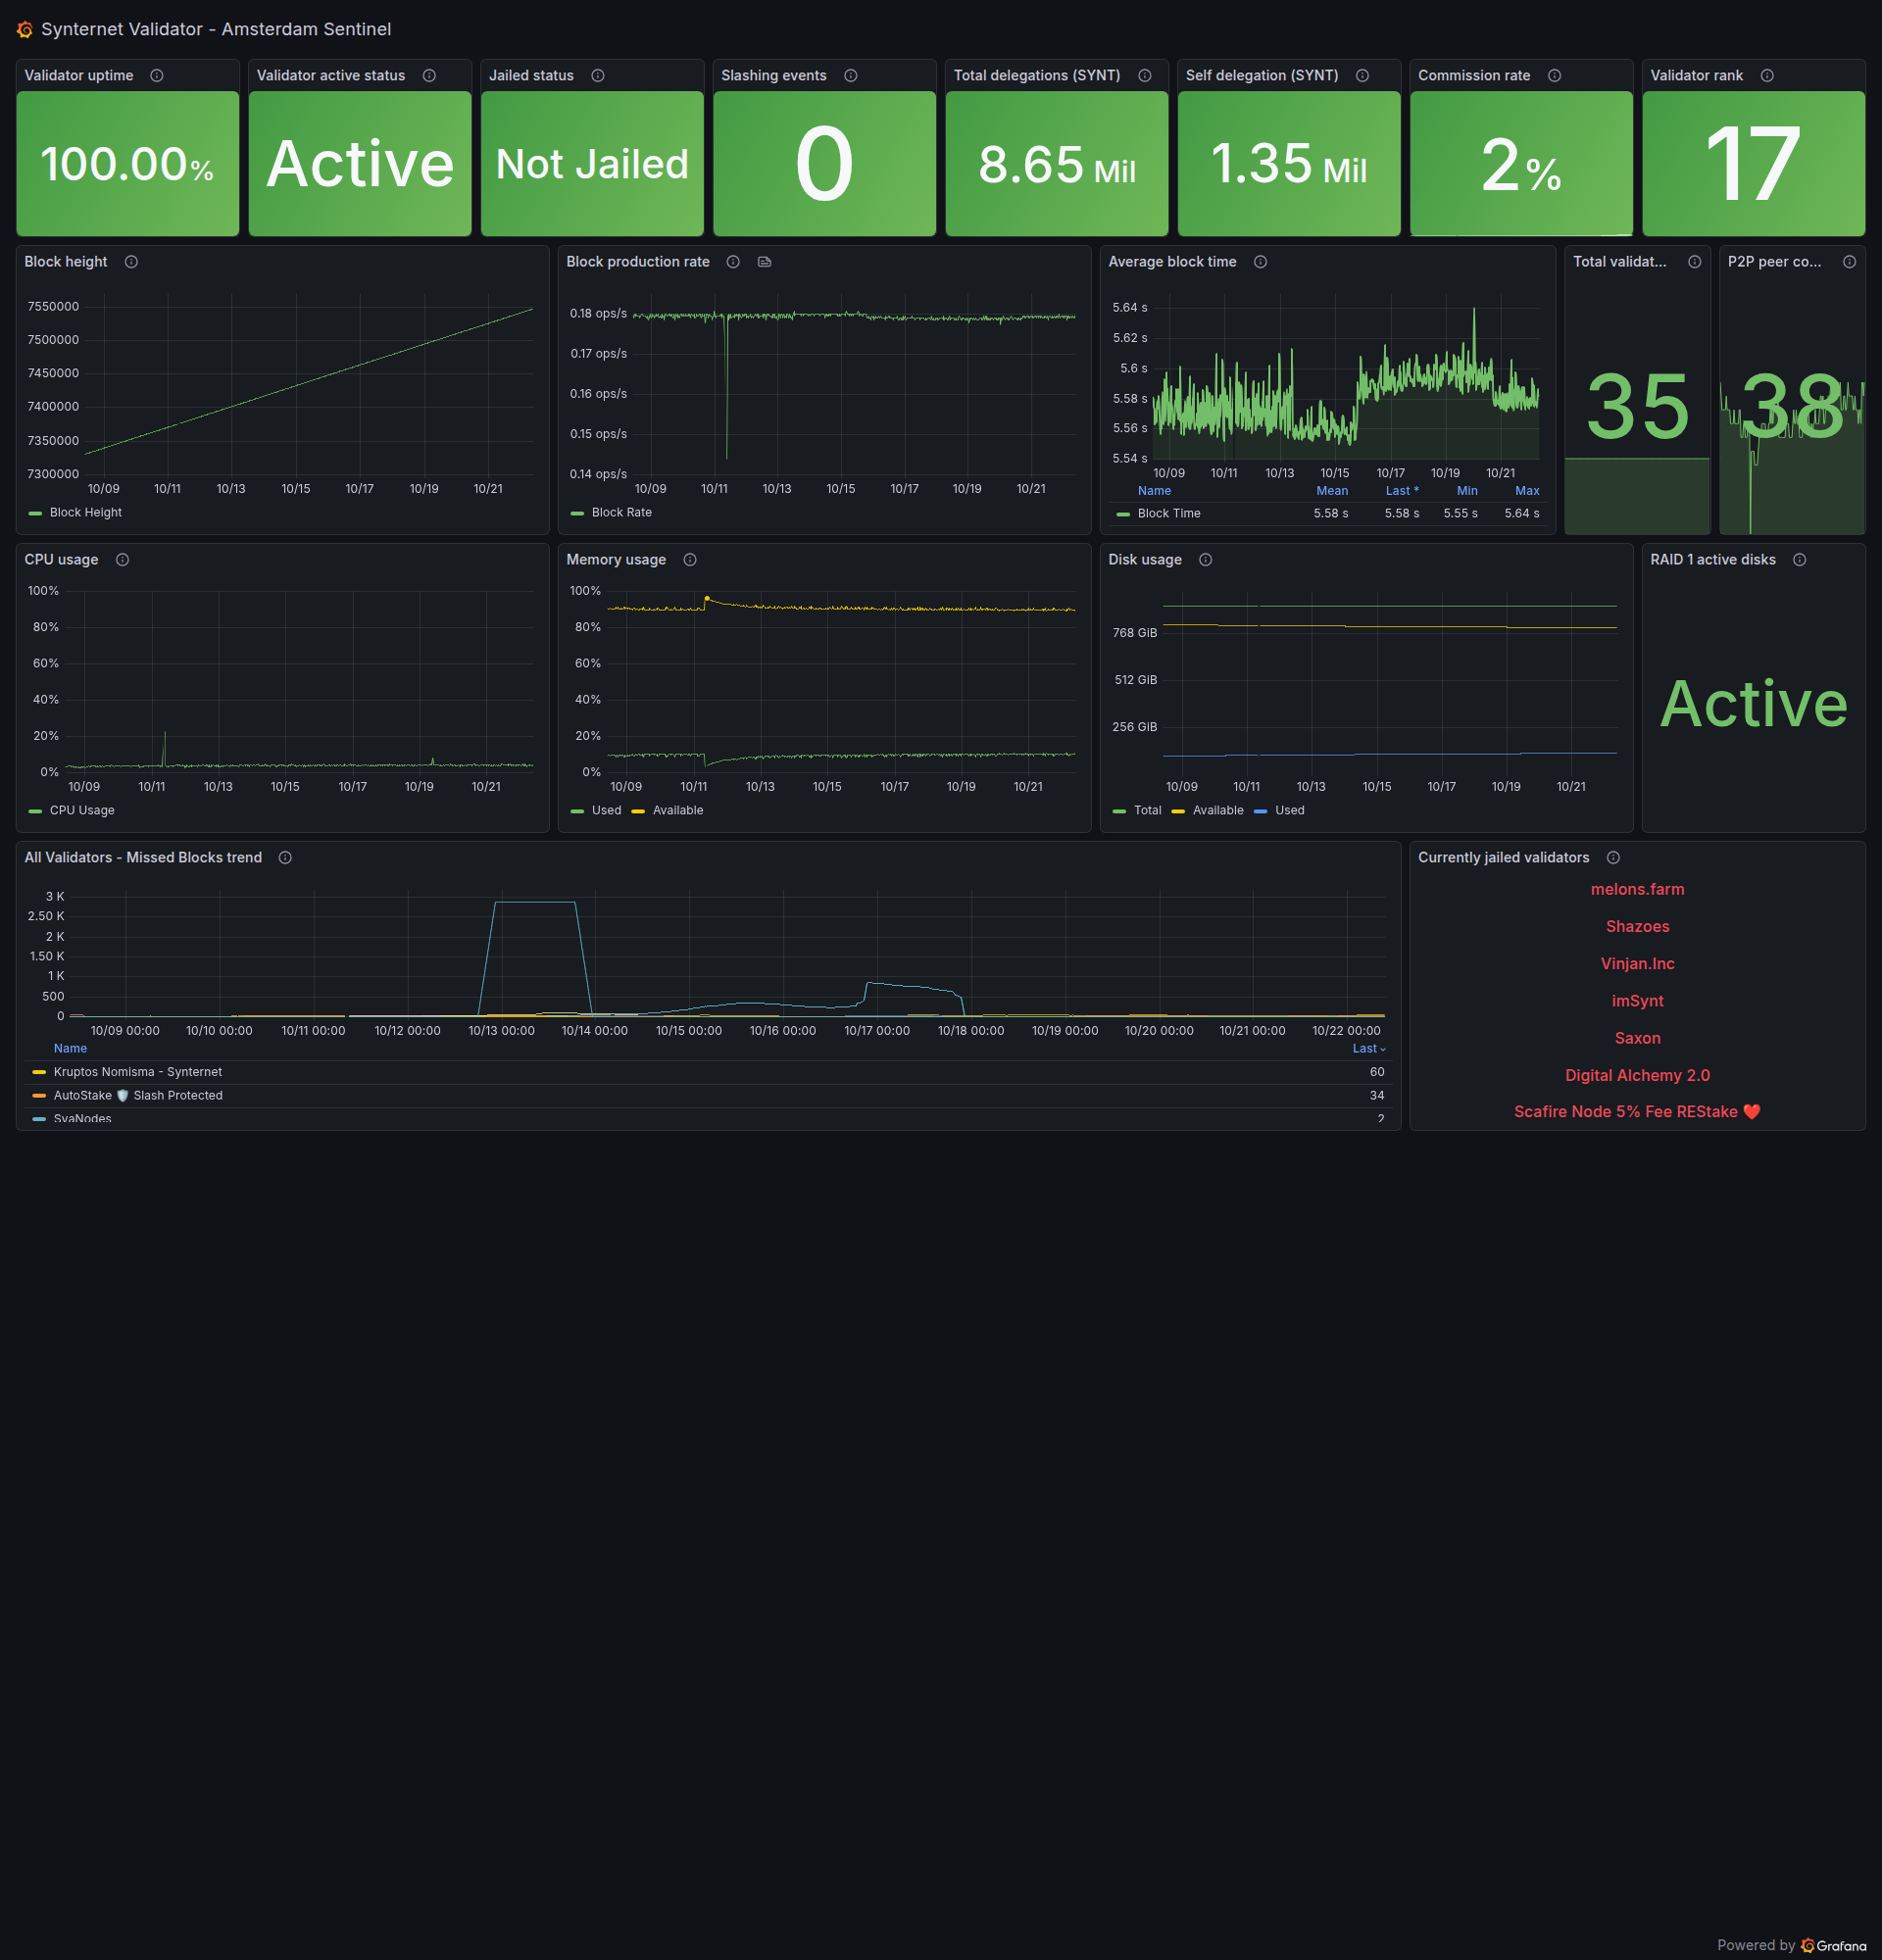 Synternet Validator - Amsterdam Sentinel
Validator uptime
100.00%
Validator active status
Active
Jailed status
Not Jailed
Slashing events
0
Total delegations (SYNT)
8.65 Mil
Self delegation (SYNT)
1.35 Mil
Commission rate
2%
Validator rank
17
Block height
7550000
7500000
7450000
7400000
7350000
7300000
10/09 10/11 10/13 10/15 10/17 10/19 10/21
Block Height
Block production rate
0.18 ops/s
0.17 ops/s
0.16 ops/s
0.15 ops/s
0.14 ops/s
10/09 10/11 10/13 10/15 10/17 10/19 10/21
Block Rate
Average block time
5.64 s
5.62 s
5.6 s
5.58 s
5.56 s
5.54 s
10/09 10/11 10/13 10/15 10/17 10/19 10/21
Name Mean Last * Min Max
Block Time 5.58 s 5.58 s 5.55 s 5.64 s
Total validat...
35
P2P peer co...
38
CPU usage
100%
80%
60%
40%
20%
0%
10/09 10/11 10/13 10/15 10/17 10/19 10/21
CPU Usage
Memory usage
100%
80%
60%
40%
20%
0%
10/09 10/11 10/13 10/15 10/17 10/19 10/21
Used Available
Disk usage
768 GiB
512 GiB
256 GiB
10/09 10/11 10/13 10/15 10/17 10/19 10/21
Total Available Used
RAID 1 active disks
Active
All Validators - Missed Blocks trend
3 K
2.50 K
2 K
1.50 K
1 K
500
0
10/09 00:00 10/10 00:00 10/11 00:00 10/12 00:00 10/13 00:00 10/14 00:00 10/15 00:00 10/16 00:00 10/17 00:00 10/18 00:00 10/19 00:00 10/20 00:00 10/21 00:00 10/22 00:00
Name Last
Kruptos Nomisma - Synternet 60
AutoStake 🛡️ Slash Protected 34
SvaNodes 2
Currently jailed validators
melons.farm
Shazoes
Vinjan.Inc
imSynt
Saxon
Digital Alchemy 2.0
Scafire Node 5% Fee REStake ❤️
Powered by Grafana